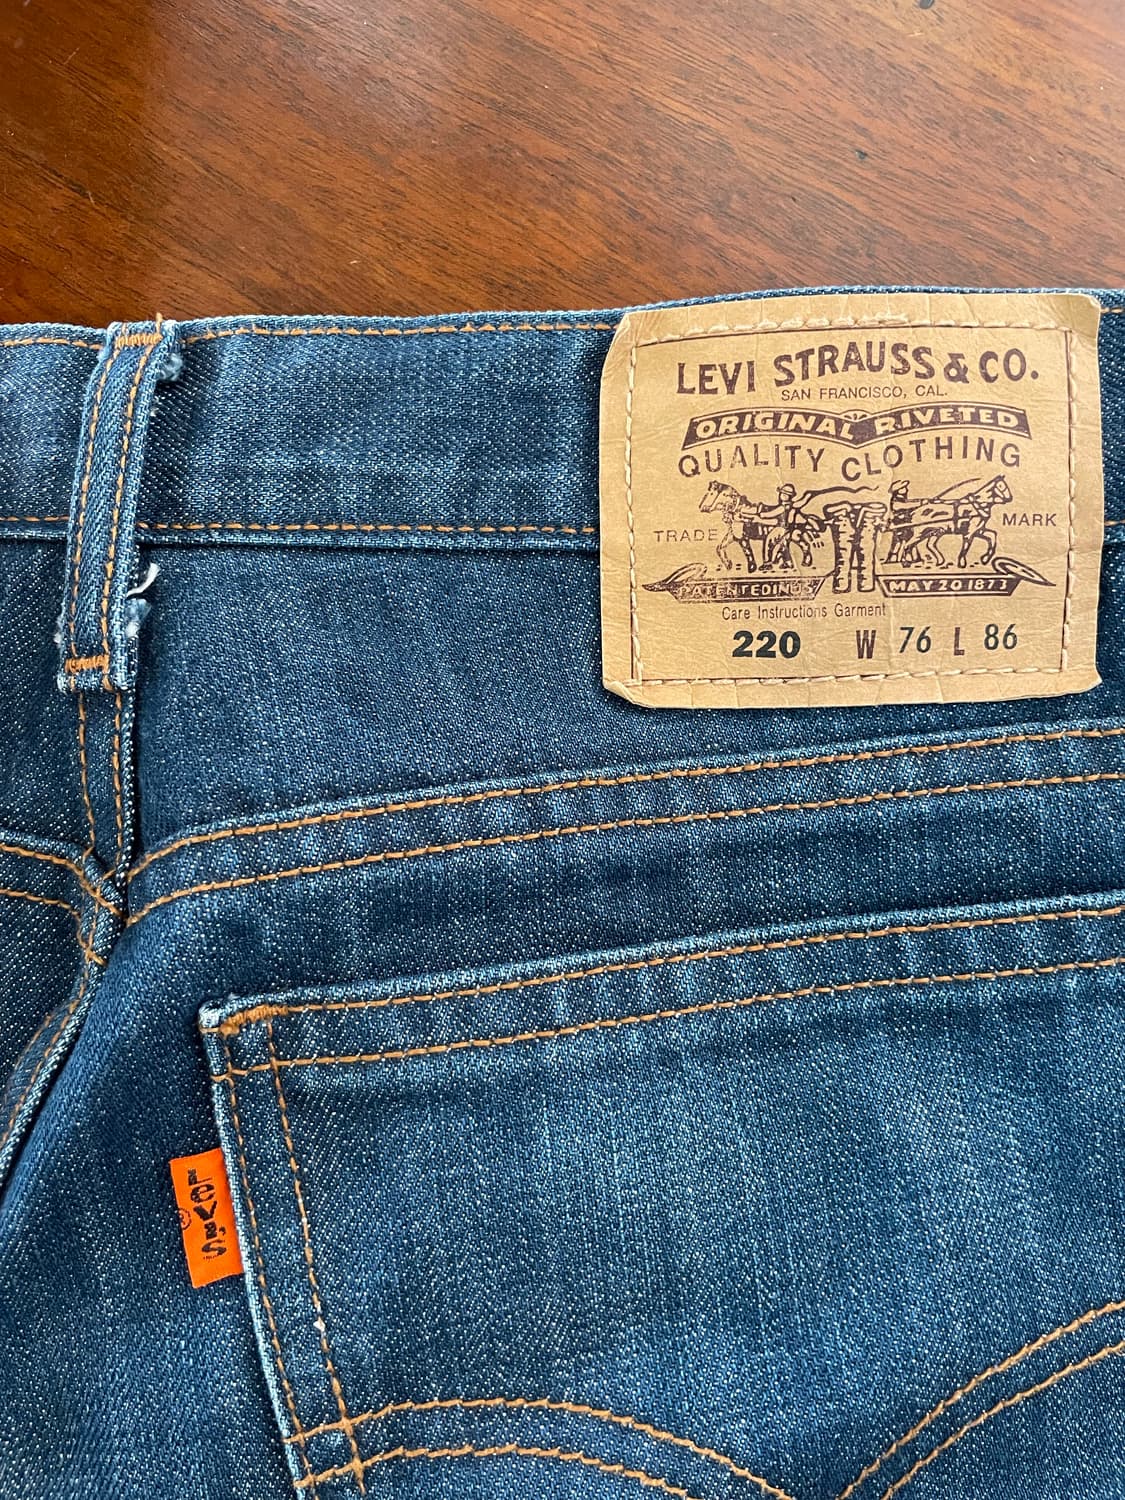 LEVI STRAUSS & CO.
SAN FRANCISCO, CAL.
ORIGINAL RIVETED
QUALITY CLOTHING
TRADE MARK
PATENTED IN U S MAY 20 1873
Care Instructions Garment
220 W 76 L 86
LEVI'S
®